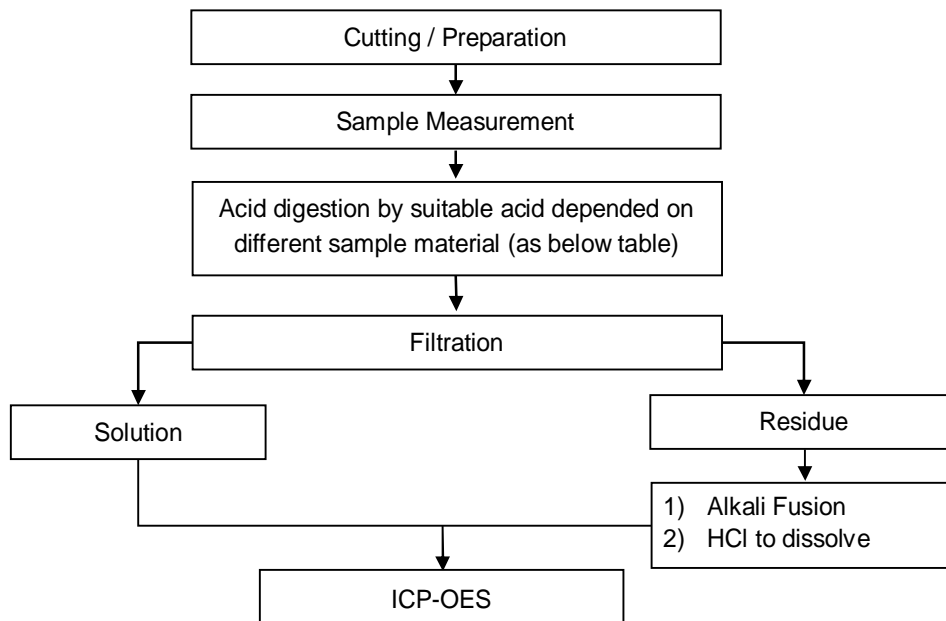 Cutting / Preparation
Sample Measurement
Acid digestion by suitable acid depended on
different sample material (as below table)
Filtration
Solution
Residue
1) Alkali Fusion
2) HCl to dissolve
ICP-OES